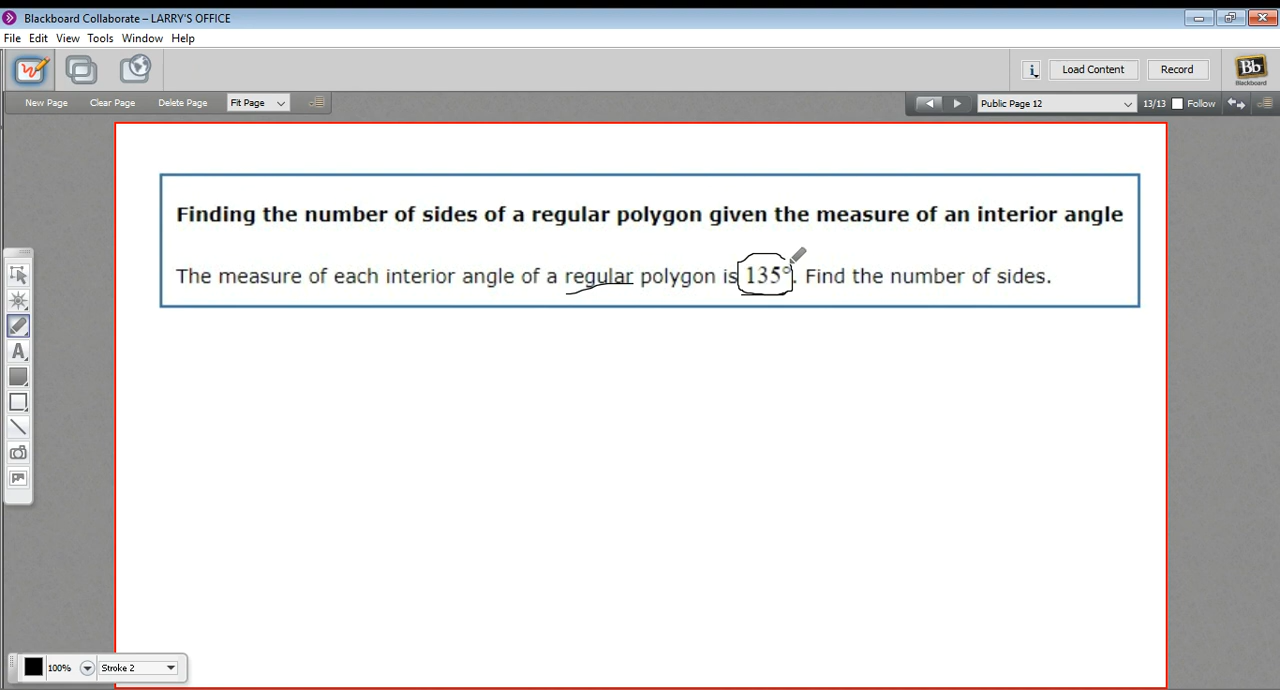 Blackboard Collaborate – LARRY'S OFFICE
File Edit View Tools Window Help
i Load Content Record Bb Blackboard
New Page Clear Page Delete Page Fit Page Public Page 12 13/13 Follow
Finding the number of sides of a regular polygon given the measure of an interior angle
The measure of each interior angle of a regular polygon is 135°. Find the number of sides.
A
100% Stroke 2